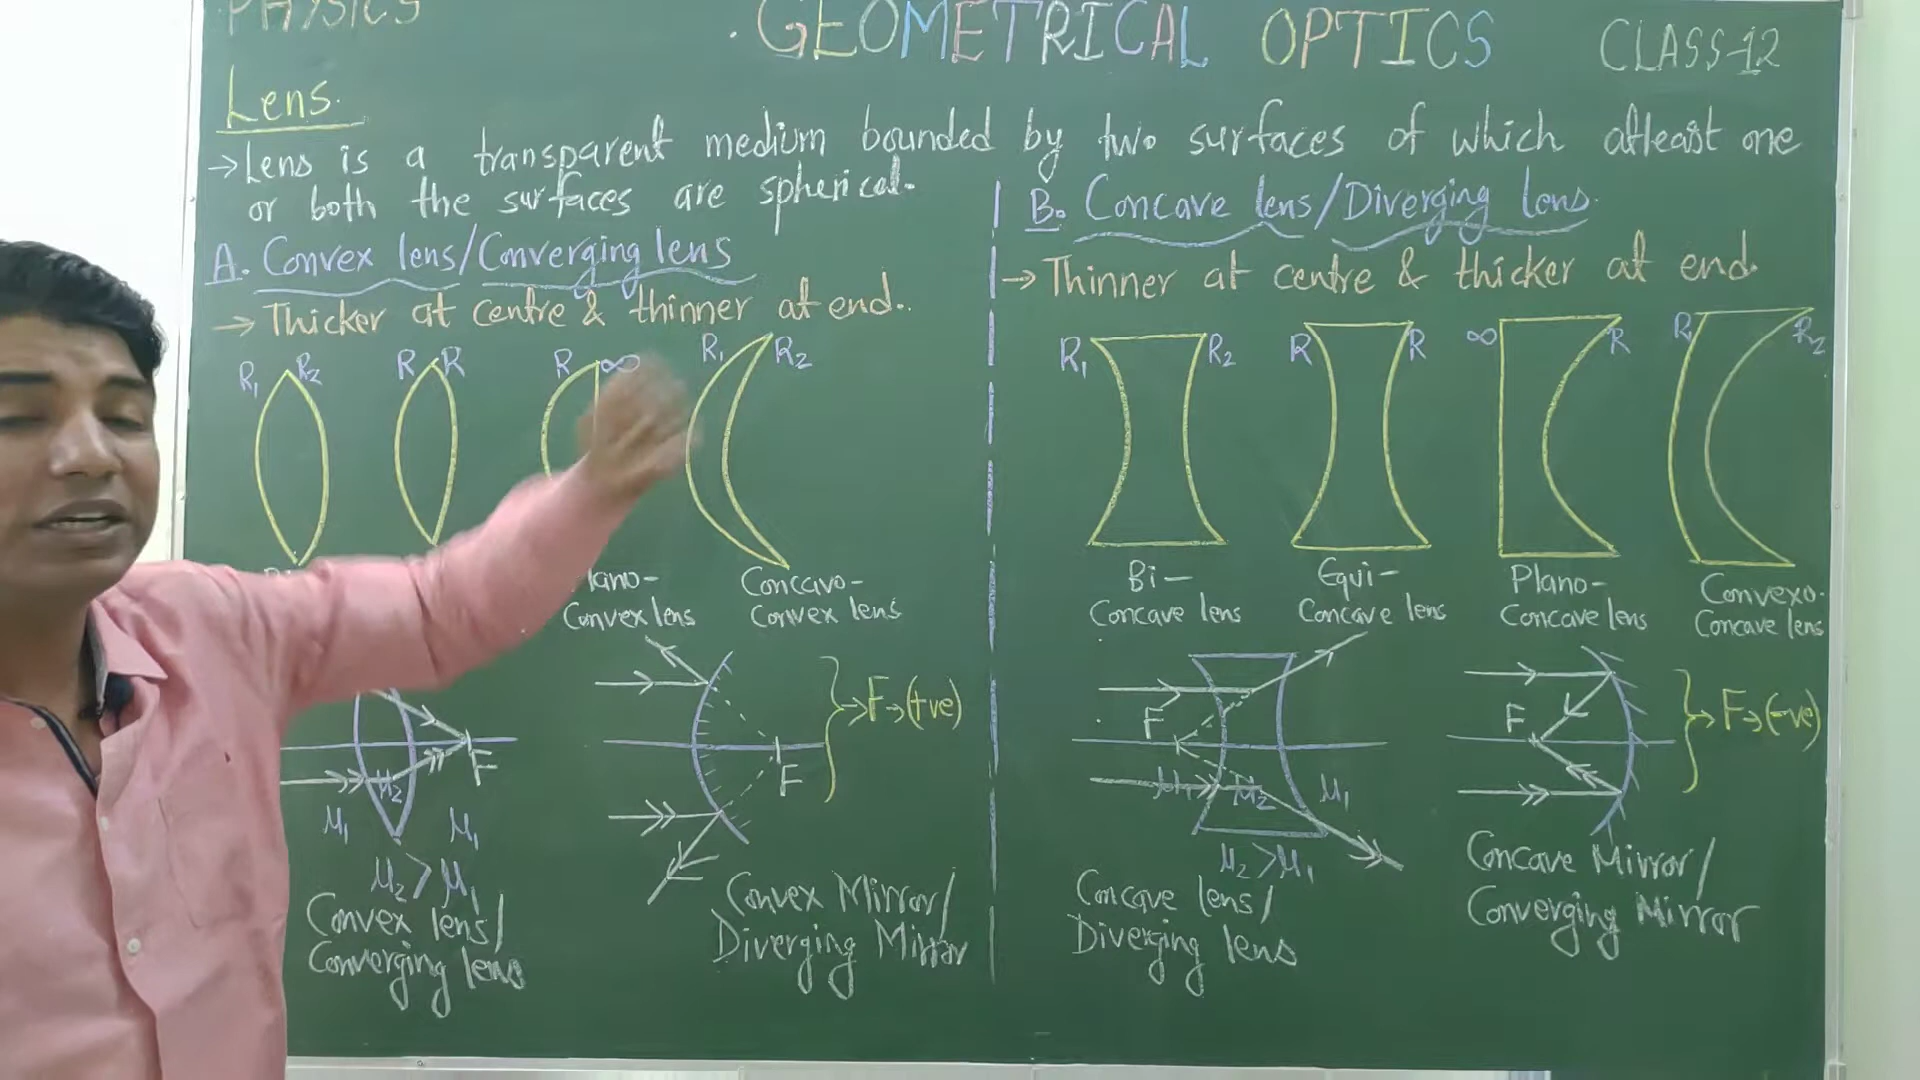 PHYSICS
GEOMETRICAL OPTICS
CLASS-12
Lens.
→ Lens is a transparent medium bounded by two surfaces of which atleast one
or both the surfaces are spherical.
A. Convex lens/Converging lens
→ Thicker at centre & thinner at end..
R₁ R₂
R R
R ∞
R₁ R₂
Convex lens
Concavo-
Convex lens
F
μ₂
μ₁ μ₁
μ₂ > μ₁
Convex lens/
Converging lens
F
}→F→(+ve)
Convex Mirror/
Diverging Mirror
B. Concave lens/Diverging lens.
→ Thinner at centre & thicker at end.
R₁ R₂
R R
∞ R
R₁ R₂
Bi-
Concave lens
Equi-
Concave lens
Plano-
Concave lens
Convexo.
Concave lens
F
μ₁ μ₂ μ₁
μ₂ > μ₁
Concave lens/
Diverging lens
F
}→F→(-ve)
Concave Mirror/
Converging Mirror